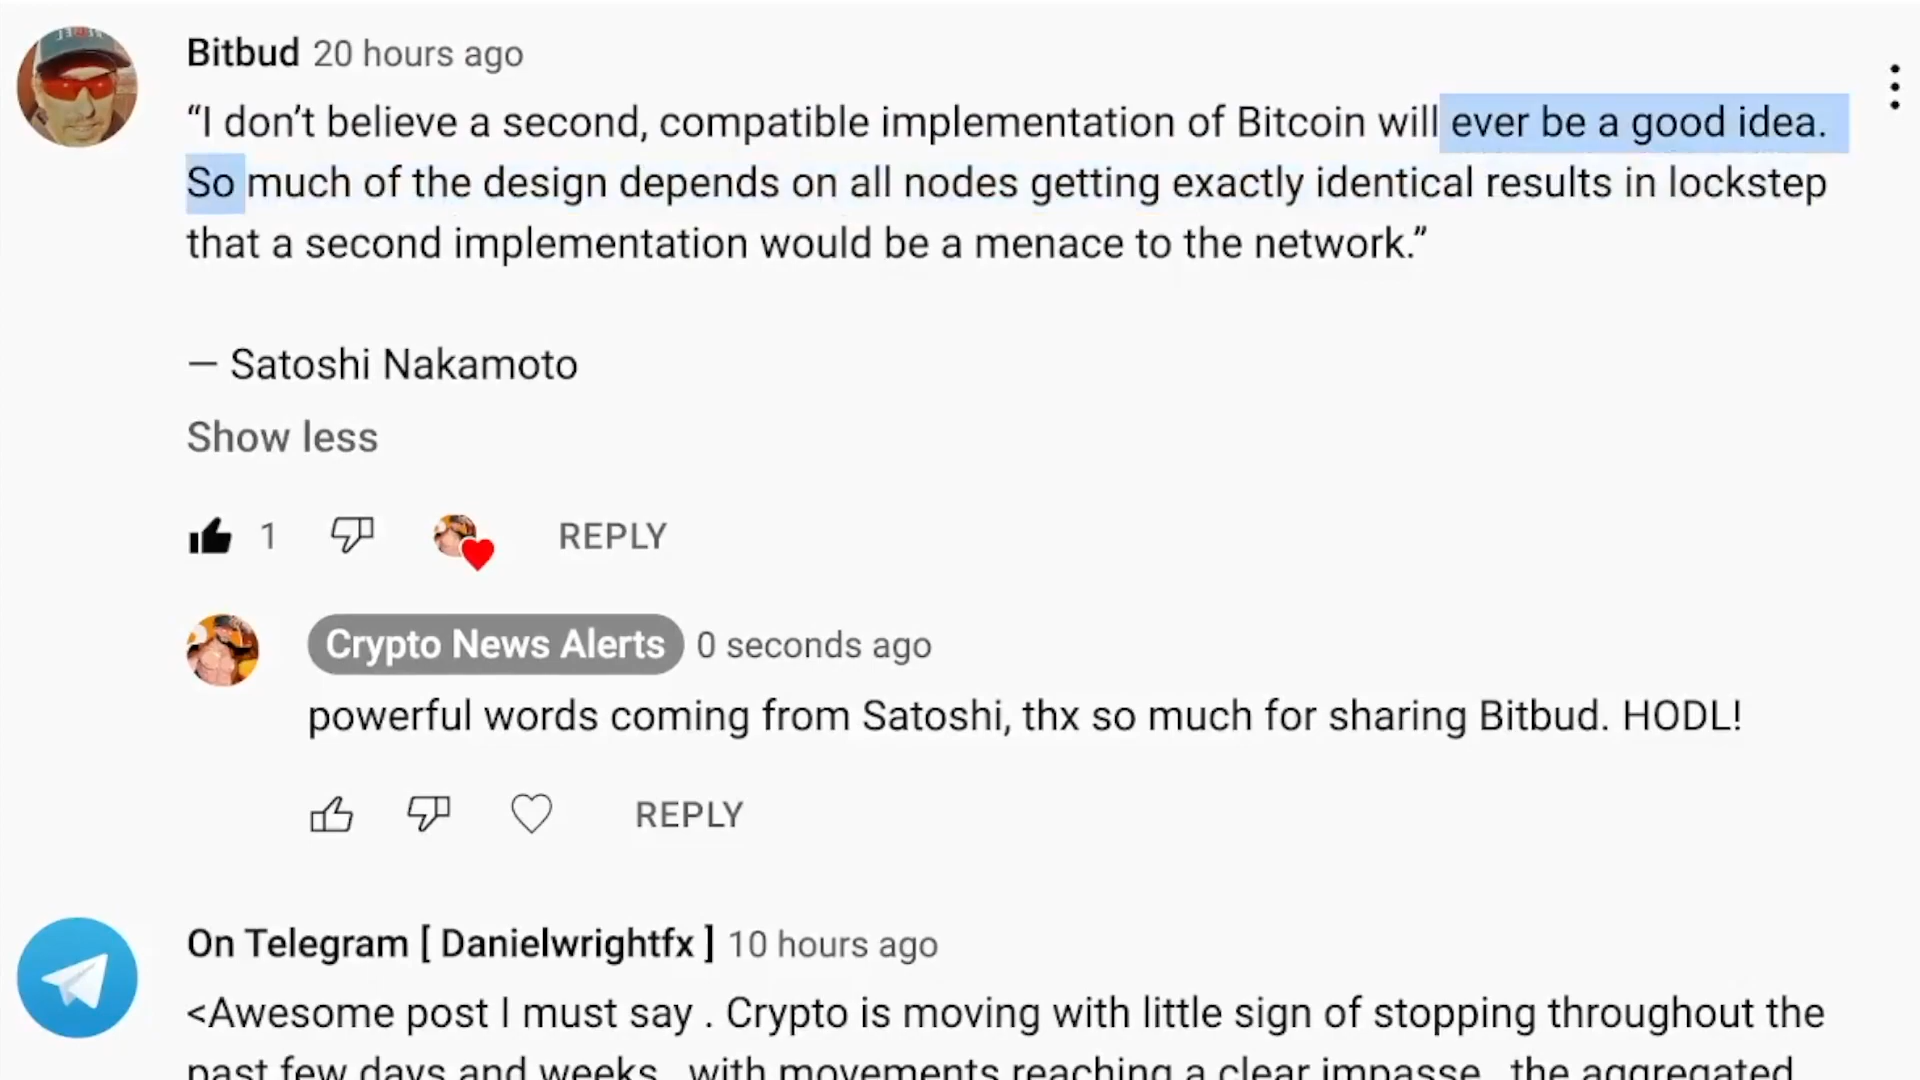 Bitbud 20 hours ago
“I don’t believe a second, compatible implementation of Bitcoin will ever be a good idea.
So much of the design depends on all nodes getting exactly identical results in lockstep
that a second implementation would be a menace to the network.”
— Satoshi Nakamoto
Show less
1 REPLY
Crypto News Alerts 0 seconds ago
powerful words coming from Satoshi, thx so much for sharing Bitbud. HODL!
REPLY
On Telegram [ Danielwrightfx ] 10 hours ago
<Awesome post I must say . Crypto is moving with little sign of stopping throughout the
past few days and weeks with movements reaching a clear impasse the aggregated